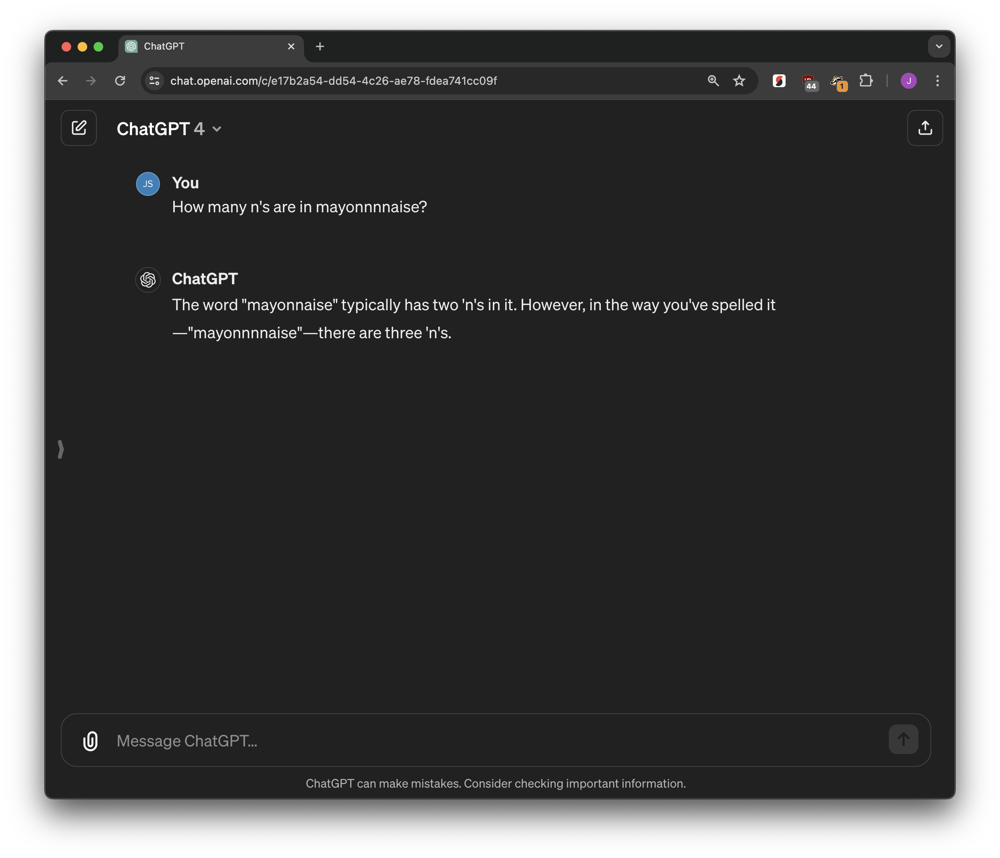 ChatGPT
chat.openai.com/c/e17b2a54-dd54-4c26-ae78-fdea741cc09f
44
1
J
ChatGPT 4
JS
You
How many n's are in mayonnnnaise?
ChatGPT
The word "mayonnaise" typically has two 'n's in it. However, in the way you've spelled it
—"mayonnnnaise"—there are three 'n's.
Message ChatGPT...
ChatGPT can make mistakes. Consider checking important information.